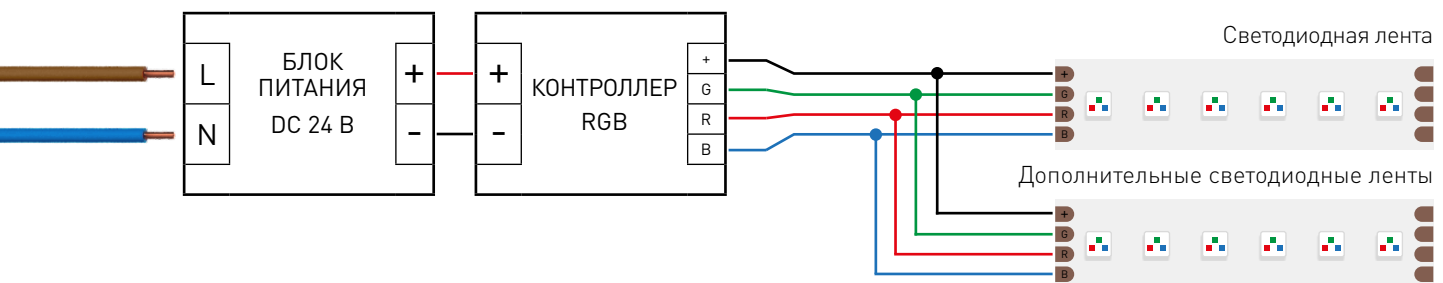 Светодиодная лента
L
N
БЛОК
ПИТАНИЯ
DC 24 В
+
-
+
-
КОНТРОЛЛЕР
RGB
+
G
R
B
+
G
R
B
Дополнительные светодиодные ленты
+
G
R
B